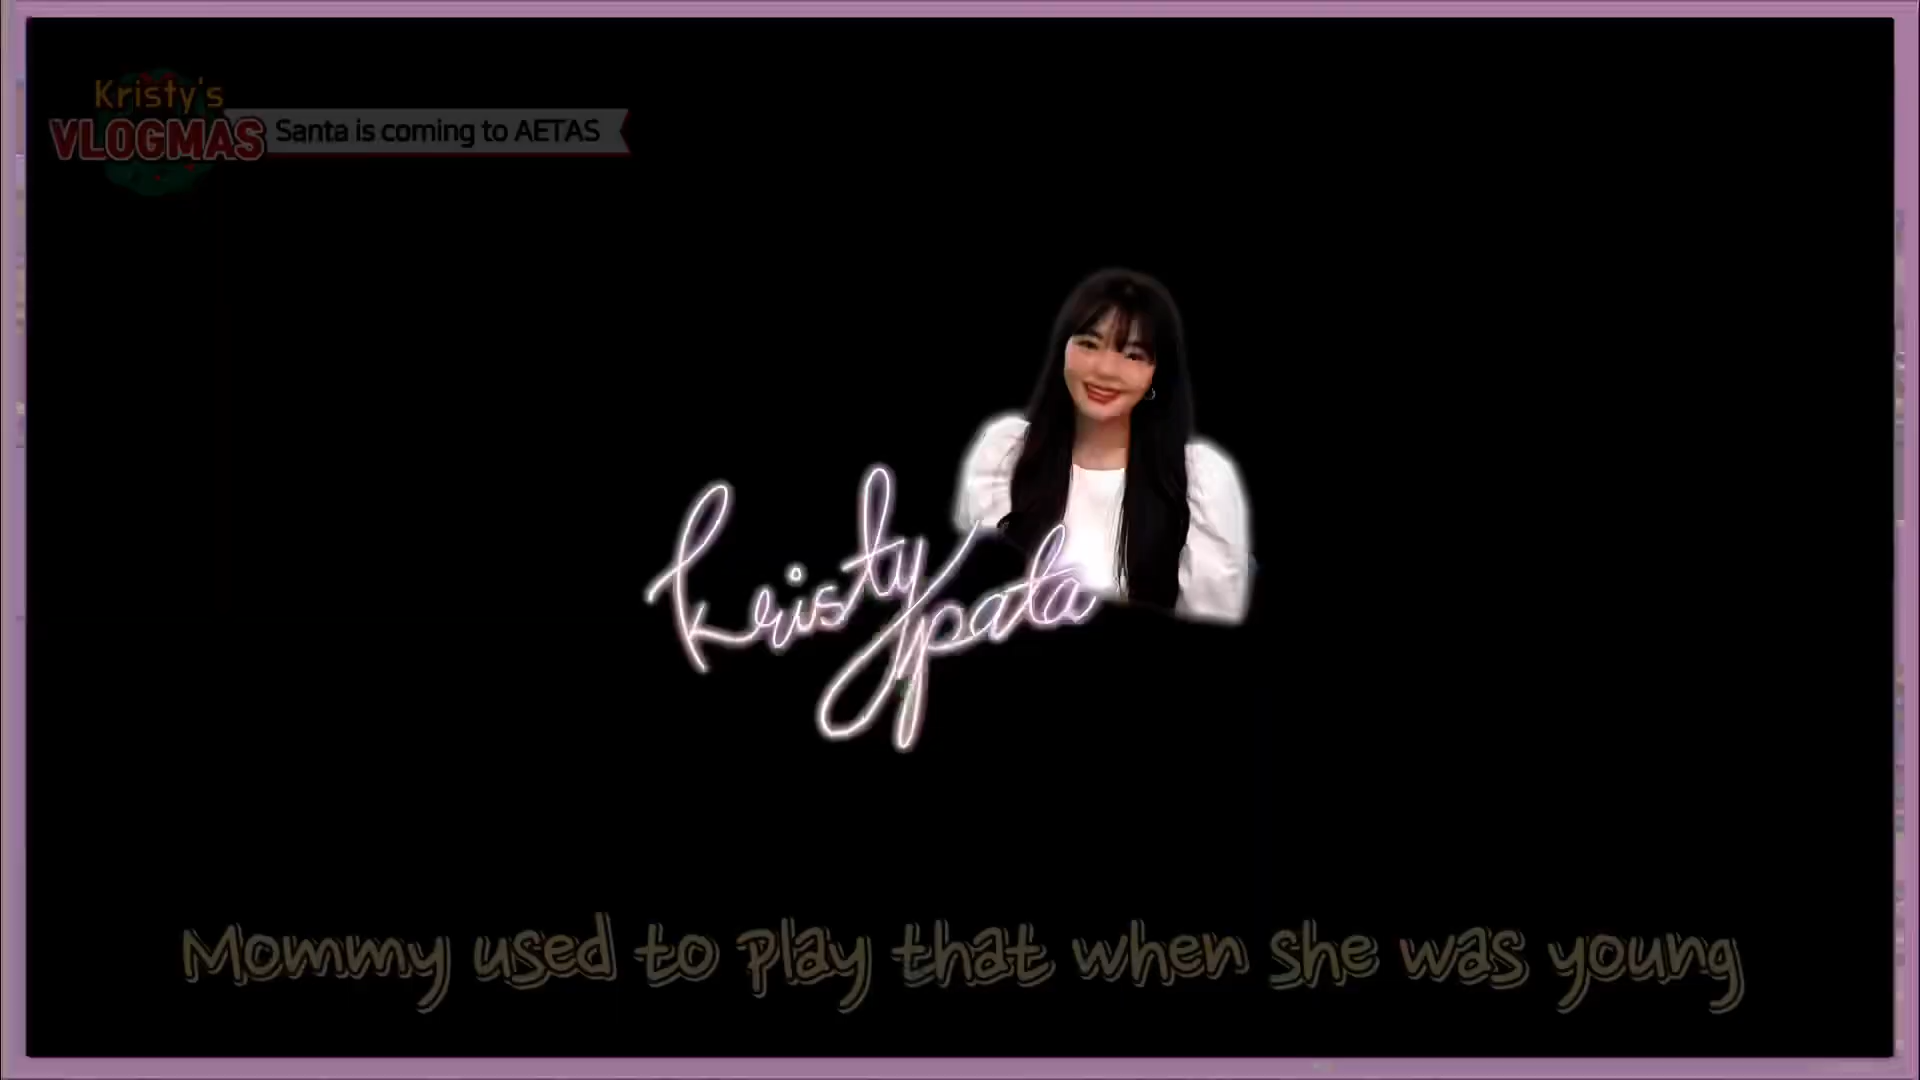 Kristy's
VLOGMAS
Santa is coming to AETAS
kristy
pata
Mommy used to play that when she was young